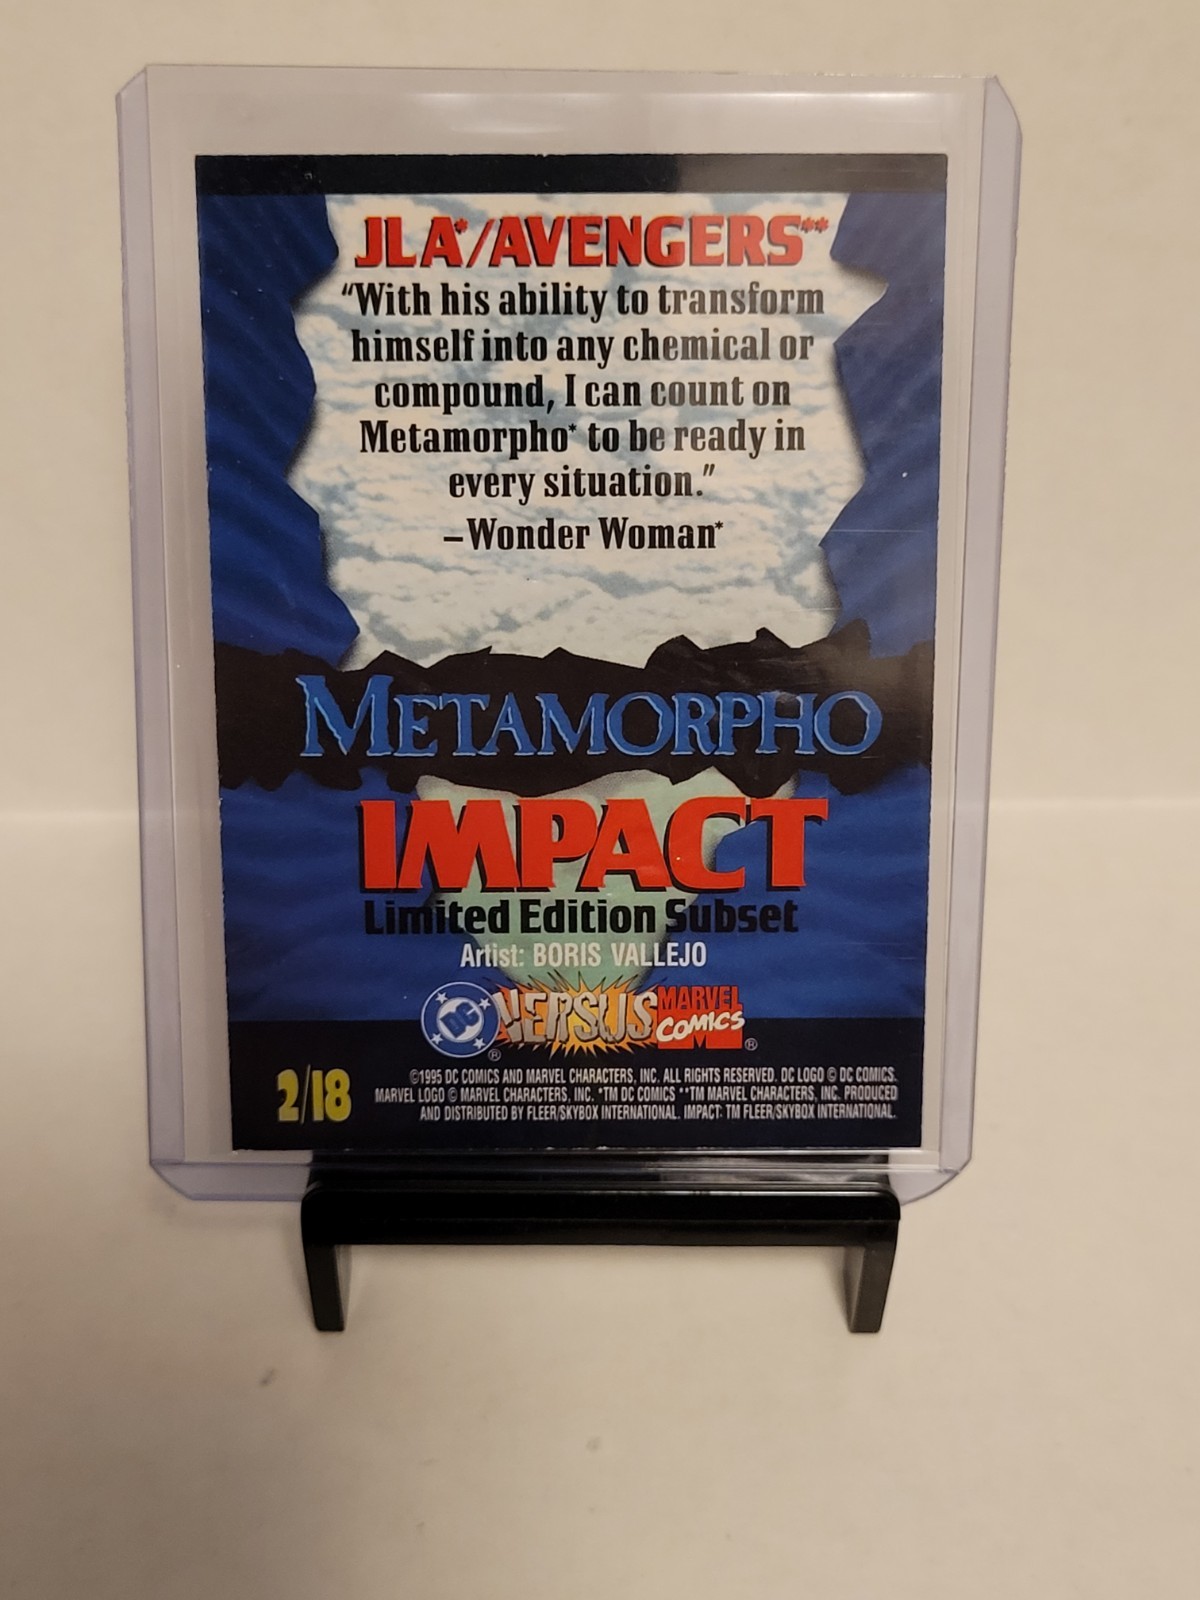 JLA*/AVENGERS**
“With his ability to transform
himself into any chemical or
compound, I can count on
Metamorpho* to be ready in
every situation.”
–Wonder Woman*
METAMORPHO
IMPACT
Limited Edition Subset
Artist: BORIS VALLEJO
DC VERSUS MARVEL COMICS
® ®
2/18
©1995 DC COMICS AND MARVEL CHARACTERS, INC. ALL RIGHTS RESERVED. DC LOGO © DC COMICS.
MARVEL LOGO © MARVEL CHARACTERS, INC. *TM DC COMICS **TM MARVEL CHARACTERS, INC. PRODUCED
AND DISTRIBUTED BY FLEER/SKYBOX INTERNATIONAL. IMPACT: TM FLEER/SKYBOX INTERNATIONAL.